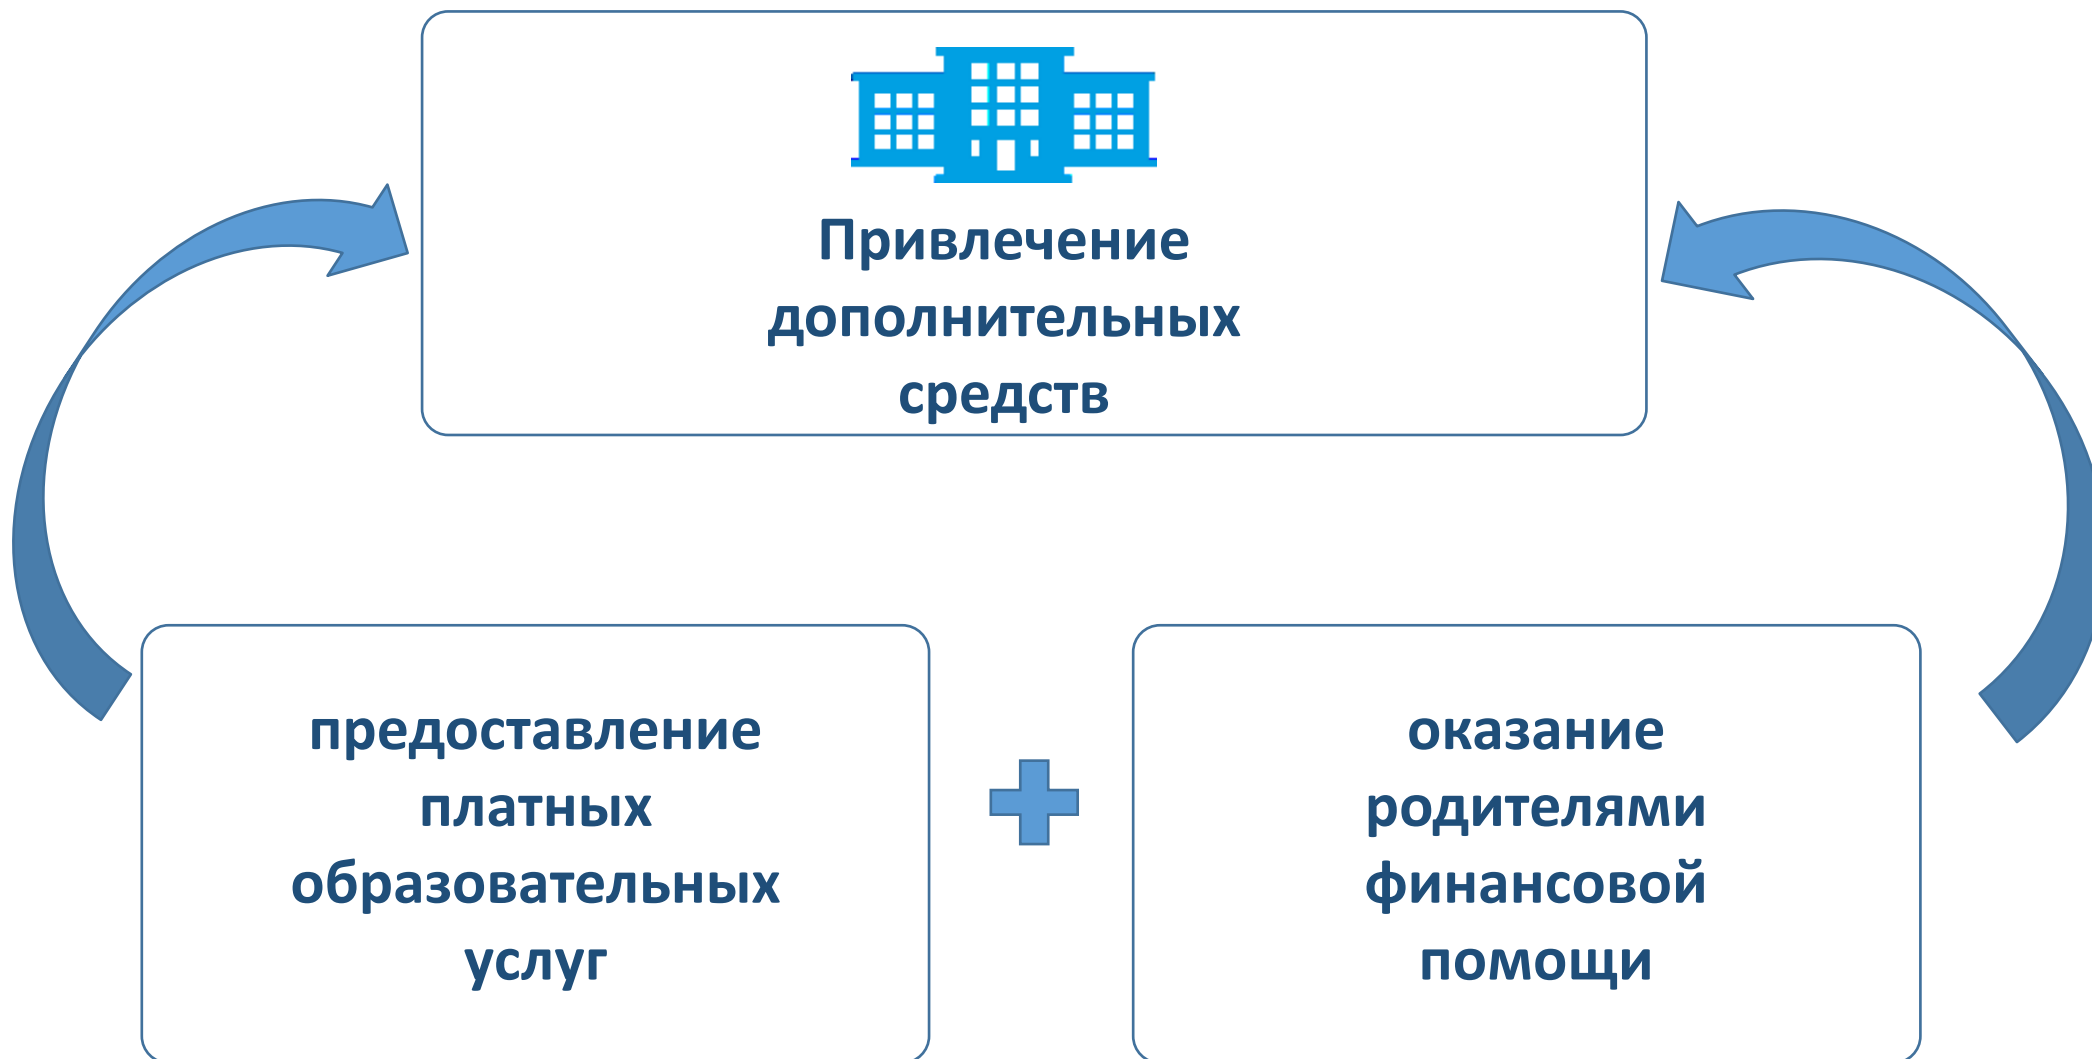 Привлечение
дополнительных
средств
предоставление
платных
образовательных
услуг
оказание
родителями
финансовой
помощи